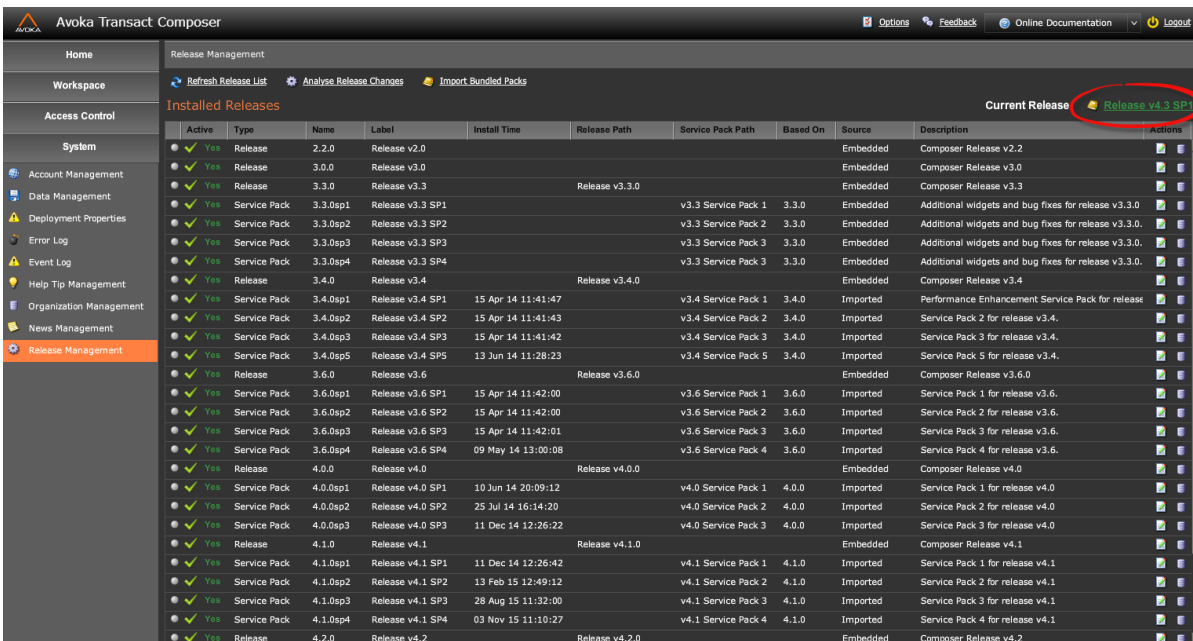 AVOKA Avoka Transact Composer Options Feedback Online Documentation Logout
Home
Workspace
Access Control
System
Account Management
Data Management
Deployment Properties
Error Log
Event Log
Help Tip Management
Organization Management
News Management
Release Management
Release Management
Refresh Release List Analyse Release Changes Import Bundled Packs
Installed Releases Current Release Release v4.3 SP1
Active Type Name Label Install Time Release Path Service Pack Path Based On Source Description Actions
Yes Release 2.2.0 Release v2.0 Embedded Composer Release v2.2
Yes Release 3.0.0 Release v3.0 Embedded Composer Release v3.0
Yes Release 3.3.0 Release v3.3 Release v3.3.0 Embedded Composer Release v3.3
Yes Service Pack 3.3.0sp1 Release v3.3 SP1 v3.3 Service Pack 1 3.3.0 Embedded Additional widgets and bug fixes for release v3.3.0
Yes Service Pack 3.3.0sp2 Release v3.3 SP2 v3.3 Service Pack 2 3.3.0 Embedded Additional widgets and bug fixes for release v3.3.0.
Yes Service Pack 3.3.0sp3 Release v3.3 SP3 v3.3 Service Pack 3 3.3.0 Embedded Additional widgets and bug fixes for release v3.3.0.
Yes Service Pack 3.3.0sp4 Release v3.3 SP4 v3.3 Service Pack 3 3.3.0 Embedded Additional widgets and bug fixes for release v3.3.0.
Yes Release 3.4.0 Release v3.4 Release v3.4.0 Embedded Composer Release v3.4
Yes Service Pack 3.4.0sp1 Release v3.4 SP1 15 Apr 14 11:41:47 v3.4 Service Pack 1 3.4.0 Imported Performance Enhancement Service Pack for release
Yes Service Pack 3.4.0sp2 Release v3.4 SP2 15 Apr 14 11:41:43 v3.4 Service Pack 2 3.4.0 Imported Service Pack 2 for release v3.4.
Yes Service Pack 3.4.0sp3 Release v3.4 SP3 15 Apr 14 11:41:42 v3.4 Service Pack 3 3.4.0 Imported Service Pack 3 for release v3.4.
Yes Service Pack 3.4.0sp5 Release v3.4 SP5 13 Jun 14 11:28:23 v3.4 Service Pack 5 3.4.0 Imported Service Pack 5 for release v3.4.
Yes Release 3.6.0 Release v3.6 Release v3.6.0 Embedded Composer Release v3.6.0
Yes Service Pack 3.6.0sp1 Release v3.6 SP1 15 Apr 14 11:42:00 v3.6 Service Pack 1 3.6.0 Imported Service Pack 1 for release v3.6.
Yes Service Pack 3.6.0sp2 Release v3.6 SP2 15 Apr 14 11:42:00 v3.6 Service Pack 2 3.6.0 Imported Service Pack 2 for release v3.6.
Yes Service Pack 3.6.0sp3 Release v3.6 SP3 15 Apr 14 11:42:01 v3.6 Service Pack 3 3.6.0 Imported Service Pack 3 for release v3.6.
Yes Service Pack 3.6.0sp4 Release v3.6 SP4 09 May 14 13:00:08 v3.6 Service Pack 4 3.6.0 Imported Service Pack 4 for release v3.6.
Yes Release 4.0.0 Release v4.0 Release v4.0.0 Embedded Composer Release v4.0
Yes Service Pack 4.0.0sp1 Release v4.0 SP1 10 Jun 14 20:09:12 v4.0 Service Pack 1 4.0.0 Imported Service Pack 1 for release v4.0
Yes Service Pack 4.0.0sp2 Release v4.0 SP2 25 Jul 14 16:14:20 v4.0 Service Pack 2 4.0.0 Imported Service Pack 2 for release v4.0
Yes Service Pack 4.0.0sp3 Release v4.0 SP3 11 Dec 14 12:26:22 v4.0 Service Pack 3 4.0.0 Imported Service Pack 3 for release v4.0
Yes Release 4.1.0 Release v4.1 Release v4.1.0 Embedded Composer Release v4.1
Yes Service Pack 4.1.0sp1 Release v4.1 SP1 11 Dec 14 12:26:42 v4.1 Service Pack 1 4.1.0 Imported Service Pack 1 for release v4.1
Yes Service Pack 4.1.0sp2 Release v4.1 SP2 13 Feb 15 12:49:12 v4.1 Service Pack 2 4.1.0 Imported Service Pack 2 for release v4.1
Yes Service Pack 4.1.0sp3 Release v4.1 SP3 28 Aug 15 11:32:00 v4.1 Service Pack 3 4.1.0 Imported Service Pack 3 for release v4.1
Yes Service Pack 4.1.0sp4 Release v4.1 SP4 03 Nov 15 11:10:27 v4.1 Service Pack 4 4.1.0 Imported Service Pack 4 for release v4.1
Yes Release 4.2.0 Release v4.2 Release v4.2.0 Embedded Composer Release v4.2